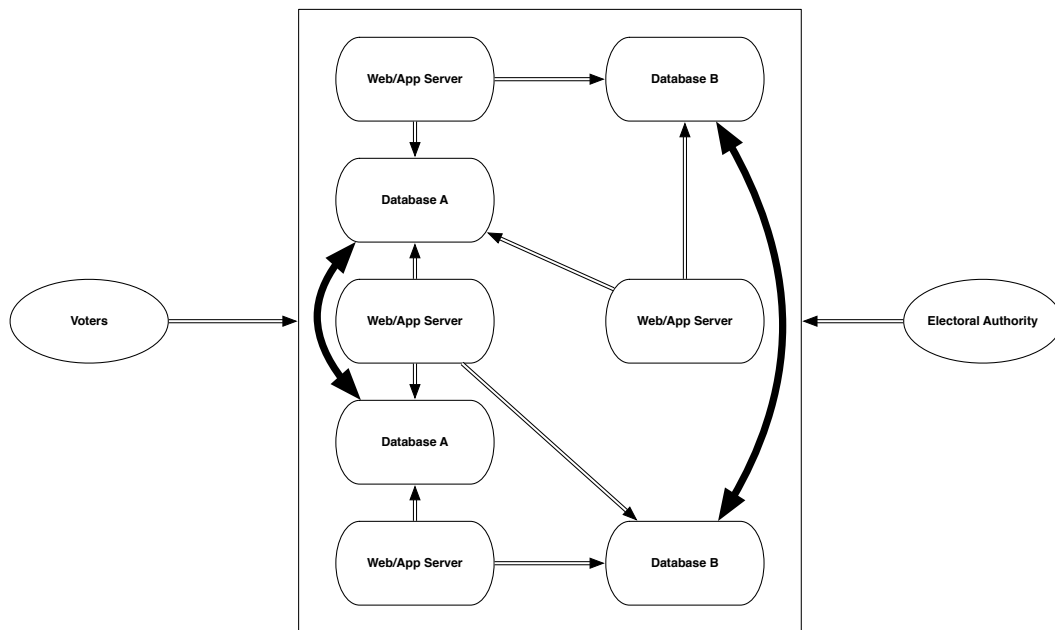 Web/App Server
Database B
Database A
Voters
Web/App Server
Web/App Server
Electoral Authority
Database A
Web/App Server
Database B